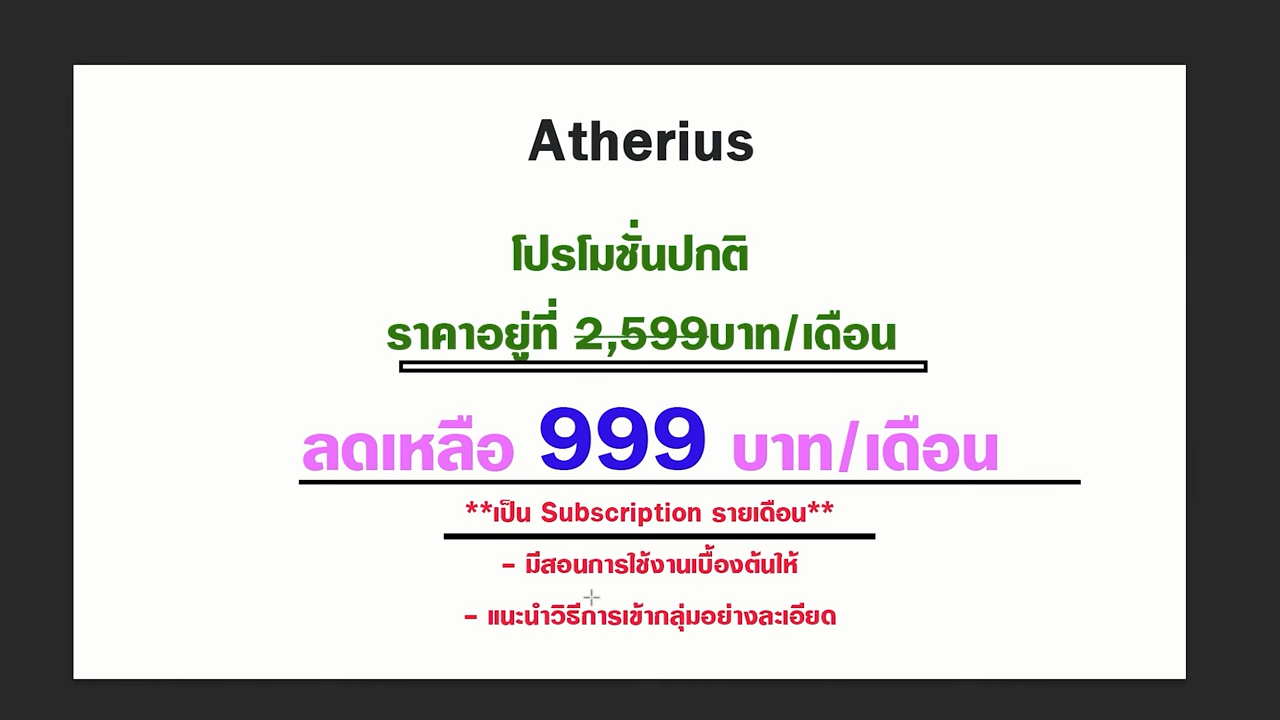 Atherius
โปรโมชั่นปกติ
ราคาอยู่ที่ 2,599บาท/เดือน
ลดเหลือ 999 บาท/เดือน
**เป็น Subscription รายเดือน**
- มีสอนการใช้งานเบื้องต้นให้
- แนะนำวิธีการเข้ากลุ่มอย่างละเอียด